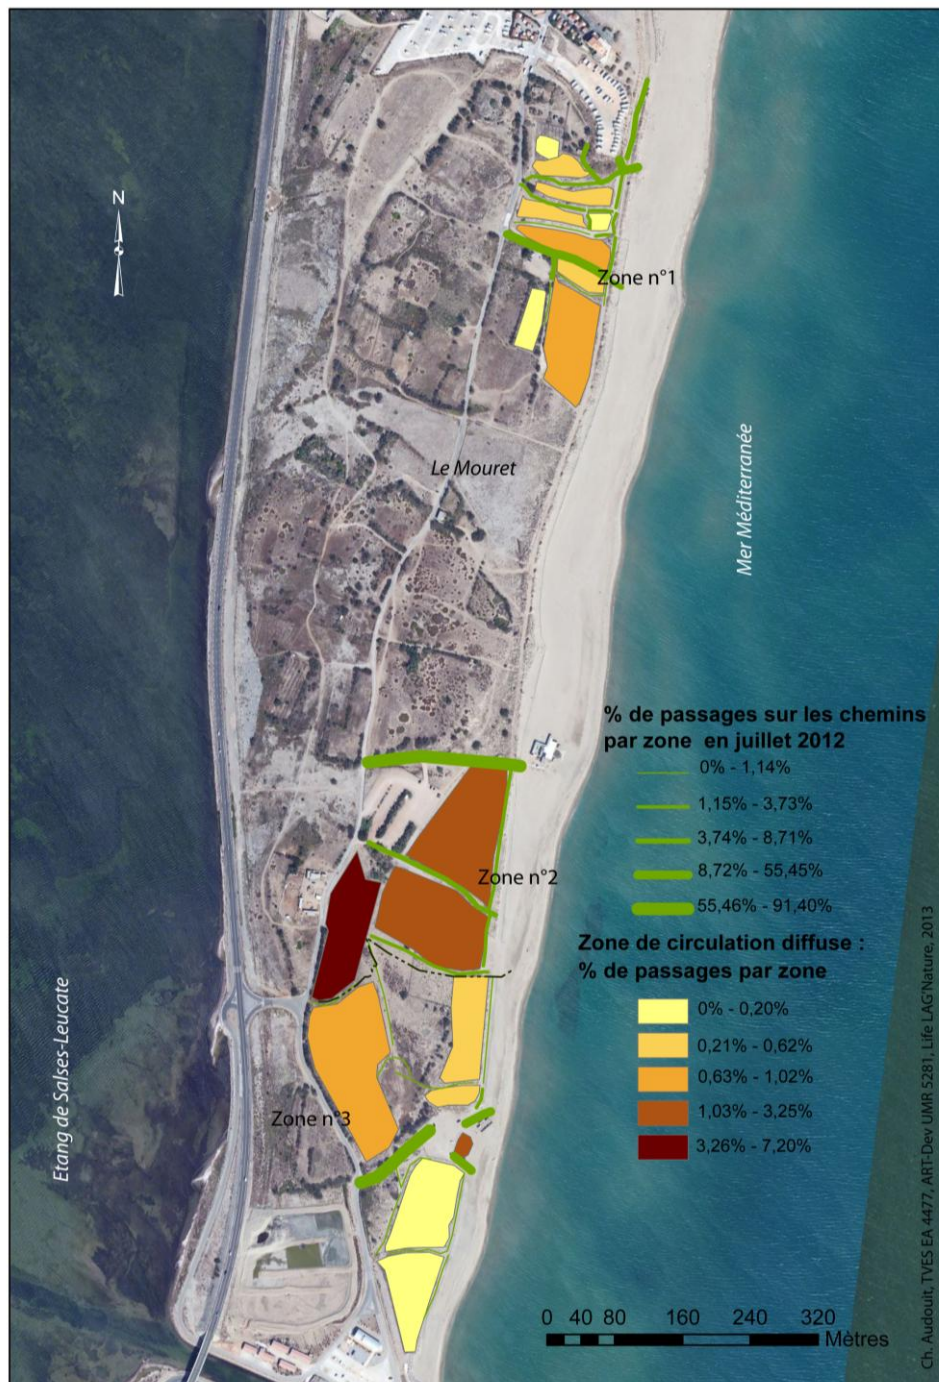 N
Zone n°1
Le Mouret
Mer Méditerranée
% de passages sur les chemins
par zone en juillet 2012
0% - 1,14%
1,15% - 3,73%
3,74% - 8,71%
8,72% - 55,45%
55,46% - 91,40%
Zone n°2
Zone de circulation diffuse :
% de passages par zone
0% - 0,20%
0,21% - 0,62%
0,63% - 1,02%
1,03% - 3,25%
3,26% - 7,20%
Etang de Salses-Leucate
Zone n°3
0 40 80 160 240 320
Mètres
Ch. Audouit, TVES EA 4477, ART-Dev UMR 5281, Life LAG'Nature, 2013